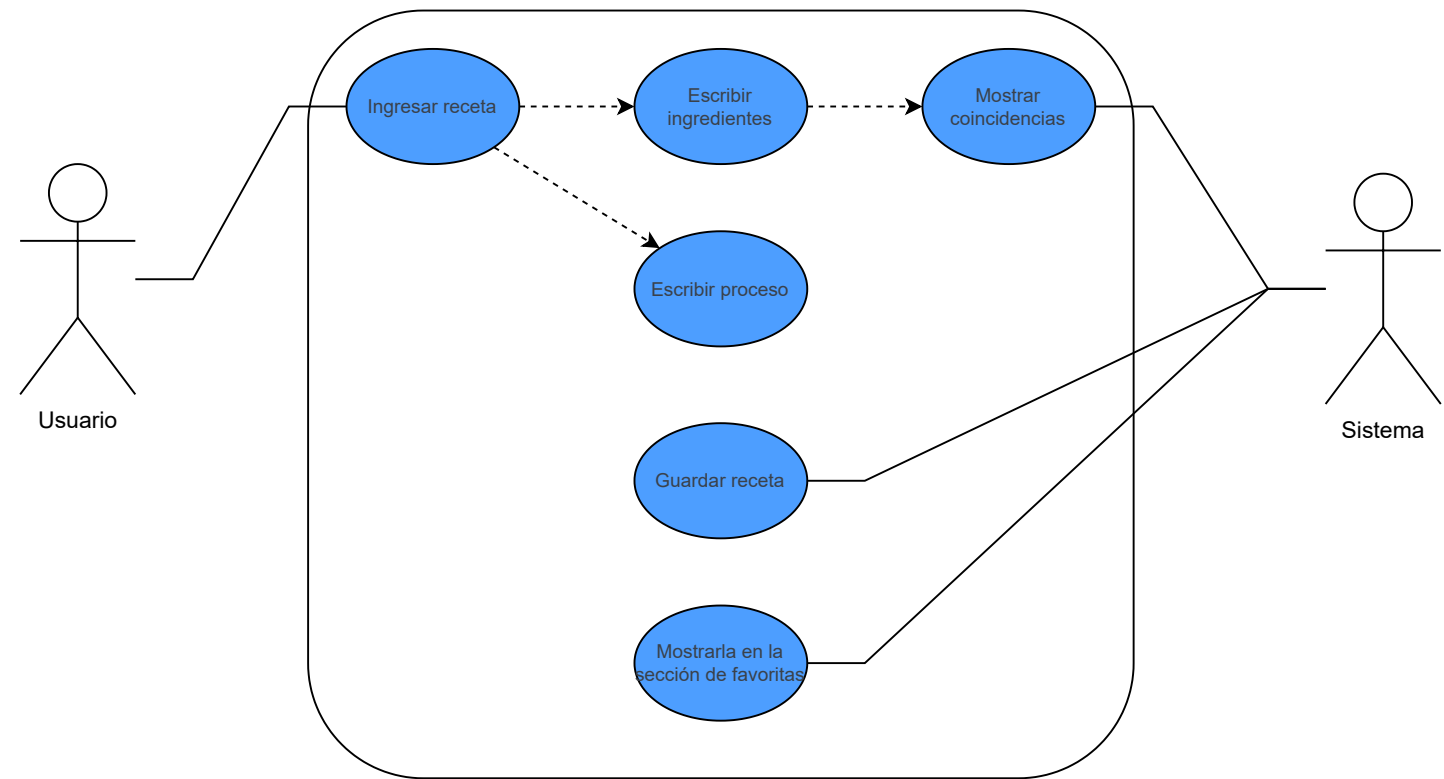 Ingresar receta
Escribir
ingredientes
Mostrar
coincidencias
Escribir proceso
Usuario
Sistema
Guardar receta
Mostrarla en la
sección de favoritas